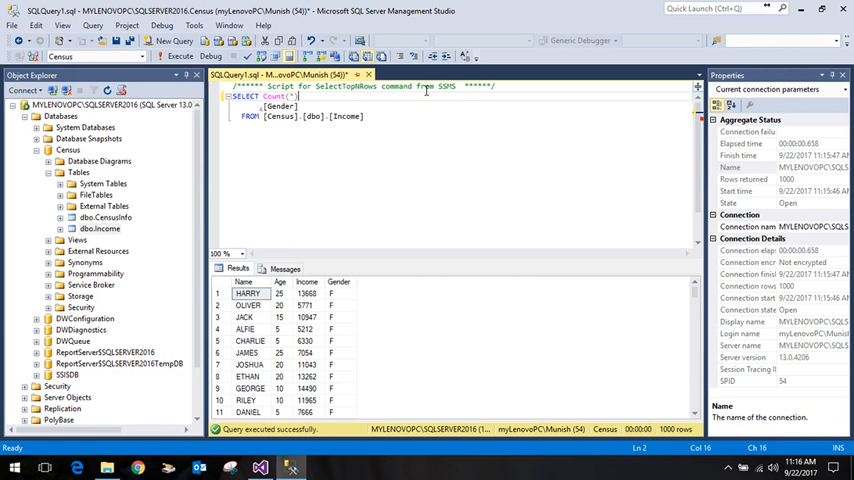 SQLQuery1.sql - MYLENOVOPC\SQLSERVER2016.Census (myLenovoPC\Munish (54))* - Microsoft SQL Server Management Studio
Quick Launch (Ctrl+Q)
File Edit View Query Project Debug Tools Window Help
New Query
Generic Debugger
Census
Execute Debug
Object Explorer
Connect
MYLENOVOPC\SQLSERVER2016 (SQL Server 13.0
Databases
System Databases
Database Snapshots
Census
Database Diagrams
Tables
System Tables
FileTables
External Tables
dbo.CensusInfo
dbo.Income
Views
External Resources
Synonyms
Programmability
Service Broker
Storage
Security
DWConfiguration
DWDiagnostics
DWQueue
ReportServer$SQLSERVER2016
ReportServer$SQLSERVER2016TempDB
SSISDB
Security
Server Objects
Replication
PolyBase
SQLQuery1.sql - M...ovoPC\Munish (54))*
/****** Script for SelectTopNRows command from SSMS ******/
SELECT Count(*)
,[Gender]
FROM [Census].[dbo].[Income]
100 %
Results Messages
Name Age Income Gender
1 HARRY 25 13668 F
2 OLIVER 20 5771 F
3 JACK 15 10947 F
4 ALFIE 5 5212 F
5 CHARLIE 5 6330 F
6 JAMES 25 7054 F
7 JOSHUA 20 11043 F
8 ETHAN 20 13262 F
9 GEORGE 10 14490 F
10 RILEY 10 11965 F
11 DANIEL 5 7666 F
Query executed successfully. MYLENOVOPC\SQLSERVER2016 (1... myLenovoPC\Munish (54) Census 00:00:00 1000 rows
Properties
Current connection parameters
Aggregate Status
Connection failu
Elapsed time 00:00:00.658
Finish time 9/22/2017 11:15:47
Name MYLENOVOPC\SQLS
Rows returned 1000
Start time 9/22/2017 11:15:46
State Open
Connection
Connection nam MYLENOVOPC\SQLS
Connection Details
Connection elaps 00:00:00.658
Connection encr Not encrypted
Connection finish 9/22/2017 11:15:47
Connection rows 1000
Connection start 9/22/2017 11:15:46
Connection state Open
Display name MYLENOVOPC\SQLS
Login name myLenovoPC\Munish
Server name MYLENOVOPC\SQLS
Server version 13.0.4206
Session Tracing II
SPID 54
Name
The name of the connection.
Ready Ln 2 Col 16 Ch 16 INS
11:16 AM
9/22/2017